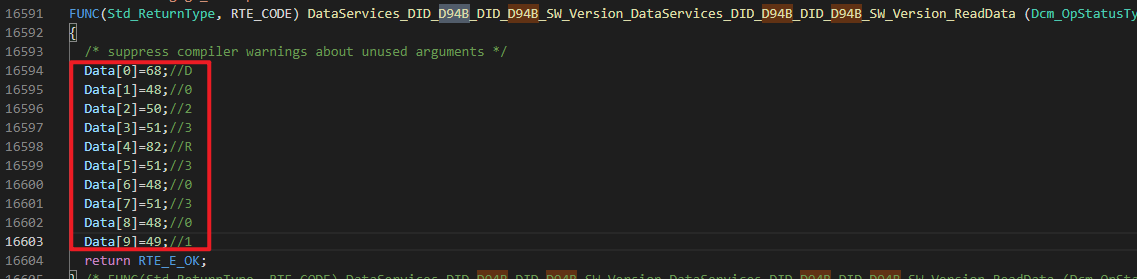 16591 FUNC(Std_ReturnType, RTE_CODE) DataServices_DID_D94B_DID_D94B_SW_Version_DataServices_DID_D94B_DID_D94B_SW_Version_ReadData (Dcm_OpStatusTy
16592 {
16593 /* suppress compiler warnings about unused arguments */
16594 Data[0]=68;//D
16595 Data[1]=48;//0
16596 Data[2]=50;//2
16597 Data[3]=51;//3
16598 Data[4]=82;//R
16599 Data[5]=51;//3
16600 Data[6]=48;//0
16601 Data[7]=51;//3
16602 Data[8]=48;//0
16603 Data[9]=49;//1
16604 return RTE_E_OK;